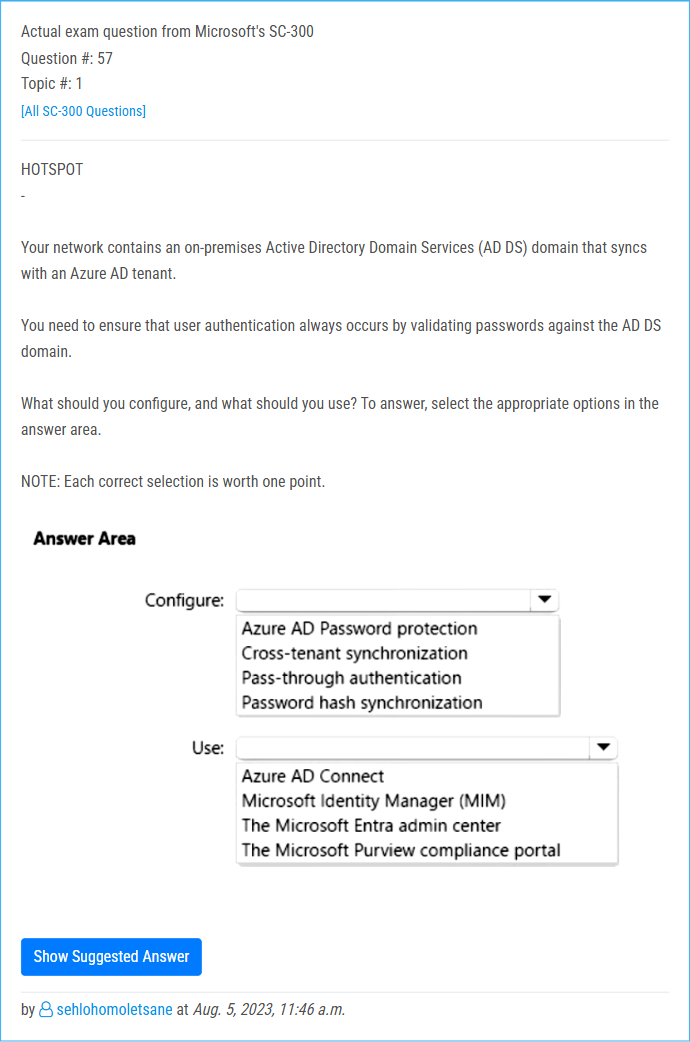 Actual exam question from Microsoft's SC-300
Question #: 57
Topic #: 1
[All SC-300 Questions]
HOTSPOT
-
Your network contains an on-premises Active Directory Domain Services (AD DS) domain that syncs
with an Azure AD tenant.
You need to ensure that user authentication always occurs by validating passwords against the AD DS
domain.
What should you configure, and what should you use? To answer, select the appropriate options in the
answer area.
NOTE: Each correct selection is worth one point.
Answer Area
Configure:
Azure AD Password protection
Cross-tenant synchronization
Pass-through authentication
Password hash synchronization
Use:
Azure AD Connect
Microsoft Identity Manager (MIM)
The Microsoft Entra admin center
The Microsoft Purview compliance portal
Show Suggested Answer
by sehlohomoletsane at Aug. 5, 2023, 11:46 a.m.